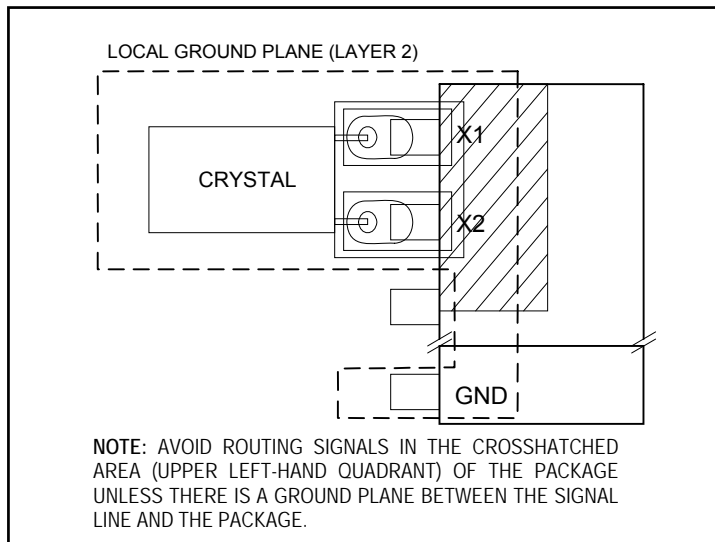 LOCAL GROUND PLANE (LAYER 2)
X1
CRYSTAL
X2
GND
NOTE: AVOID ROUTING SIGNALS IN THE CROSSHATCHED
AREA (UPPER LEFT-HAND QUADRANT) OF THE PACKAGE
UNLESS THERE IS A GROUND PLANE BETWEEN THE SIGNAL
LINE AND THE PACKAGE.